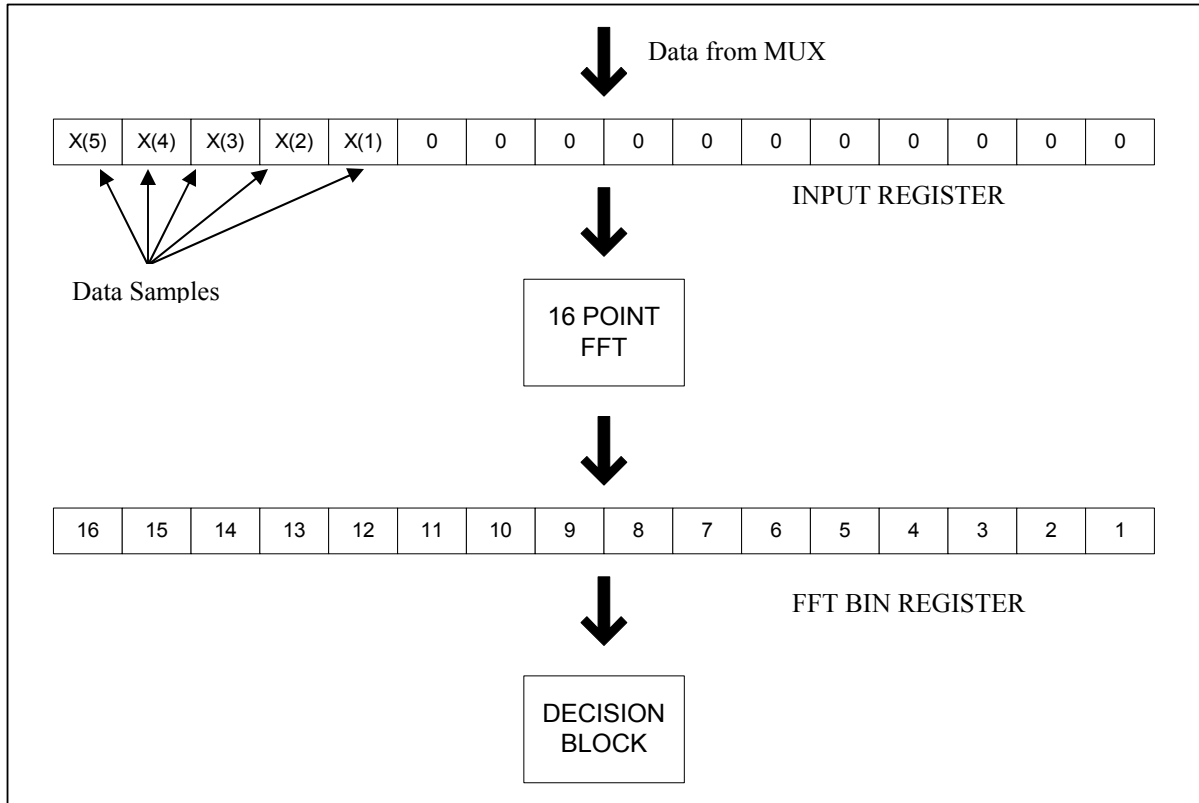 Data from MUX
X(5) X(4) X(3) X(2) X(1) 0 0 0 0 0 0 0 0 0 0 0
INPUT REGISTER
Data Samples
16 POINT
FFT
16 15 14 13 12 11 10 9 8 7 6 5 4 3 2 1
FFT BIN REGISTER
DECISION
BLOCK